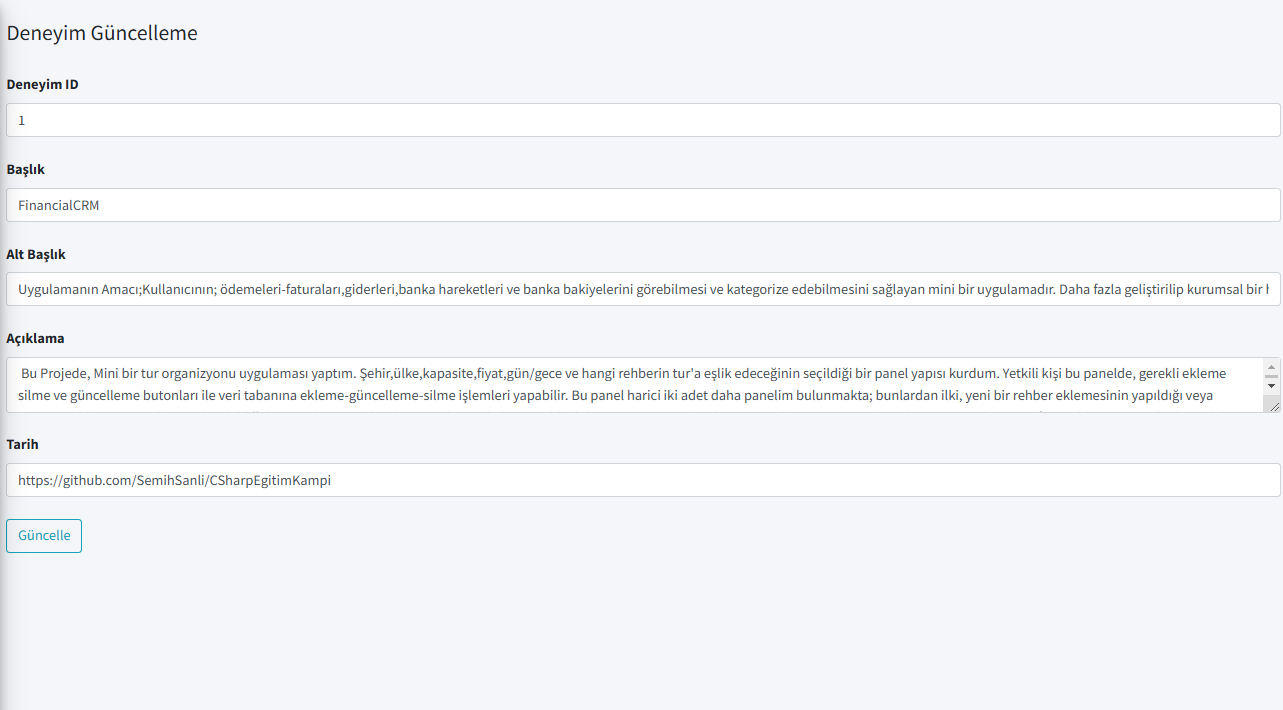 Deneyim Güncelleme
Deneyim ID
1
Başlık
FinancialCRM
Alt Başlık
Uygulamanın Amacı;Kullanıcının; ödemeleri-faturaları,giderleri,banka hareketleri ve banka bakiyelerini görebilmesi ve kategorize edebilmesini sağlayan mini bir uygulamadır. Daha fazla geliştirilip kurumsal bir
Açıklama
Bu Projede, Mini bir tur organizyonu uygulaması yaptım. Şehir,ülke,kapasite,fiyat,gün/gece ve hangi rehberin tur'a eşlik edeceğinin seçildiği bir panel yapısı kurdum. Yetkili kişi bu panelde, gerekli ekleme
silme ve güncelleme butonları ile veri tabanına ekleme-güncelleme-silme işlemleri yapabilir. Bu panel harici iki adet daha panelim bulunmakta; bunlardan ilki, yeni bir rehber eklemesinin yapıldığı veya
Tarih
https://github.com/SemihSanli/CSharpEgitimKampi
Güncelle